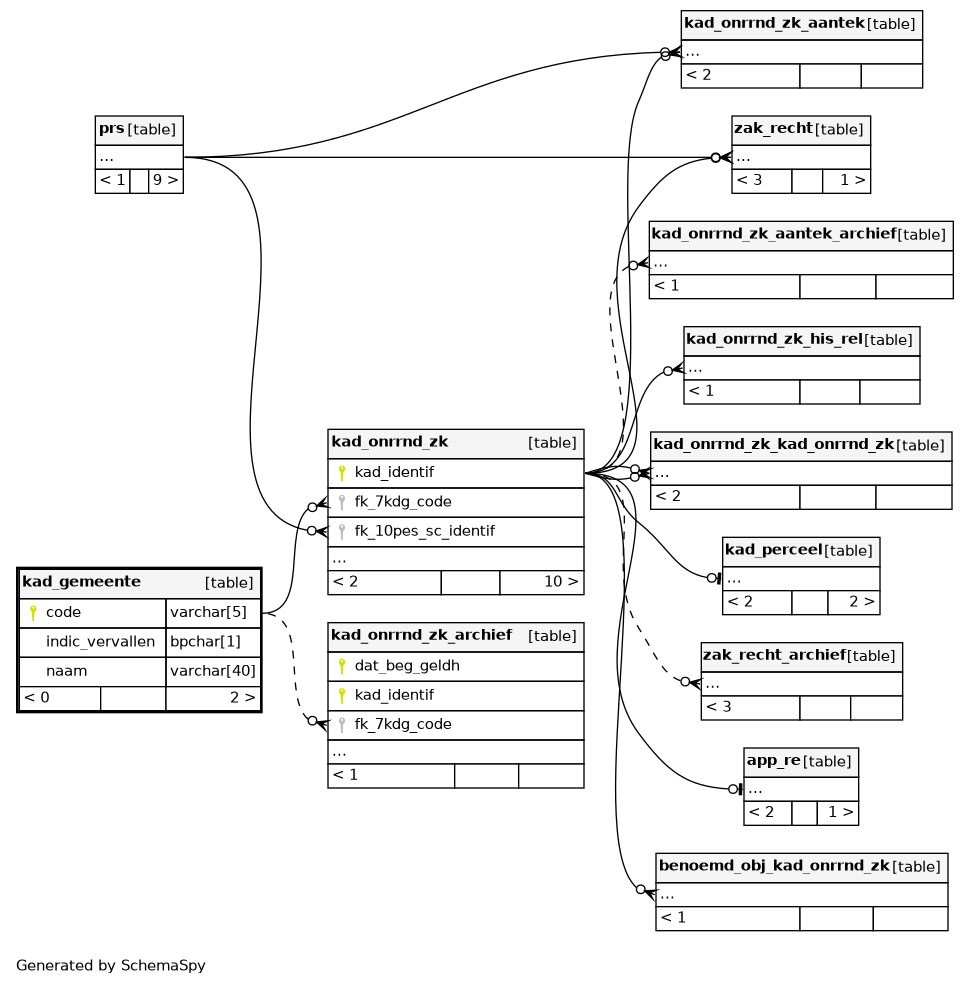 kad_onrrnd_zk_aantek [table]
...
< 2
prs [table]
...
< 1 9 >
zak_recht [table]
...
< 3 1 >
kad_onrrnd_zk_aantek_archief [table]
...
< 1
kad_onrrnd_zk_his_rel [table]
...
< 1
kad_onrrnd_zk [table]
kad_identif
fk_7kdg_code
fk_10pes_sc_identif
...
< 2 10 >
kad_onrrnd_zk_kad_onrrnd_zk [table]
...
< 2
kad_perceel [table]
...
< 2 2 >
kad_gemeente [table]
code varchar[5]
indic_vervallen bpchar[1]
naam varchar[40]
< 0 2 >
kad_onrrnd_zk_archief [table]
dat_beg_geldh
kad_identif
fk_7kdg_code
...
< 1
zak_recht_archief [table]
...
< 3
app_re [table]
...
< 2 1 >
benoemd_obj_kad_onrrnd_zk [table]
...
< 1
Generated by SchemaSpy